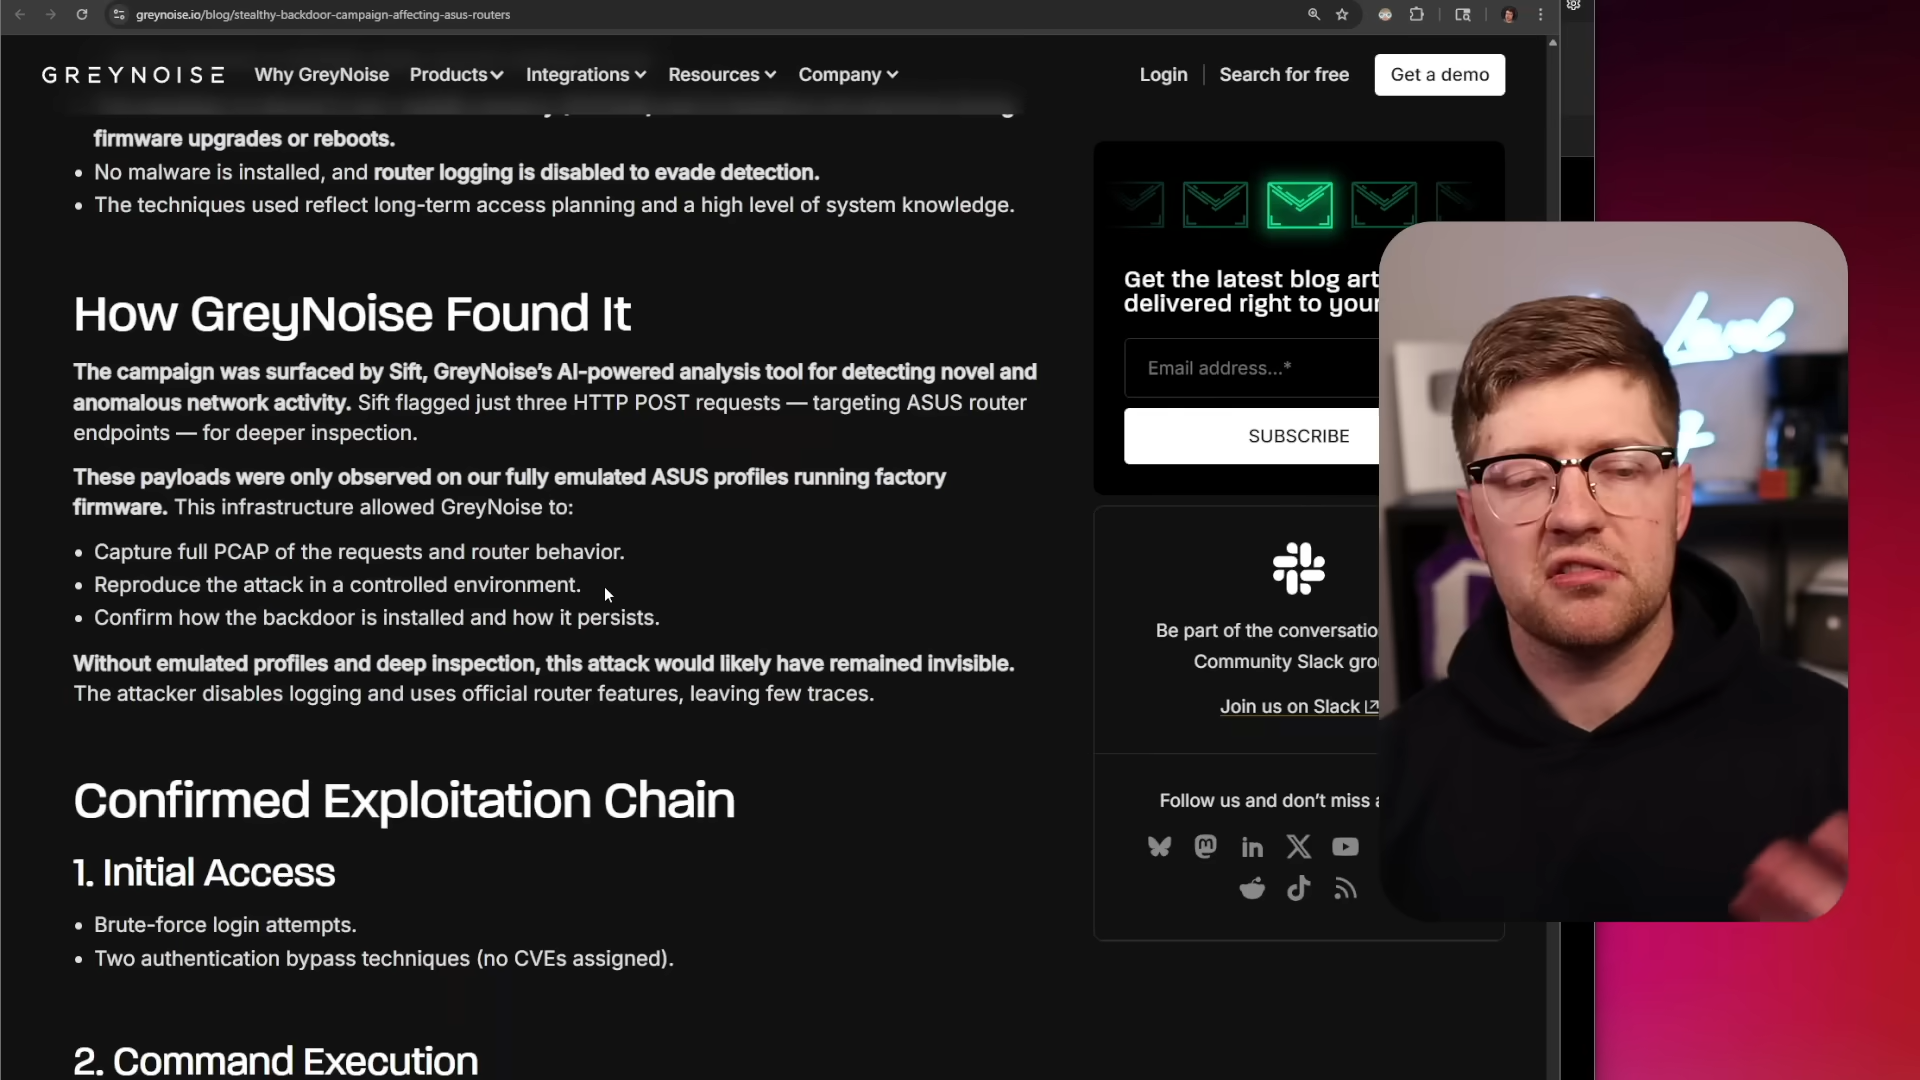 greynoise.io/blog/stealthy-backdoor-campaign-affecting-asus-routers
GREYNOISE
Why GreyNoise
Products
Integrations
Resources
Company
Login
Search for free
Get a demo
firmware upgrades or reboots.
• No malware is installed, and router logging is disabled to evade detection.
• The techniques used reflect long-term access planning and a high level of system knowledge.
How GreyNoise Found It
The campaign was surfaced by Sift, GreyNoise’s AI-powered analysis tool for detecting novel and
anomalous network activity. Sift flagged just three HTTP POST requests — targeting ASUS router
endpoints — for deeper inspection.
These payloads were only observed on our fully emulated ASUS profiles running factory
firmware. This infrastructure allowed GreyNoise to:
• Capture full PCAP of the requests and router behavior.
• Reproduce the attack in a controlled environment.
• Confirm how the backdoor is installed and how it persists.
Without emulated profiles and deep inspection, this attack would likely have remained invisible.
The attacker disables logging and uses official router features, leaving few traces.
Confirmed Exploitation Chain
1. Initial Access
• Brute-force login attempts.
• Two authentication bypass techniques (no CVEs assigned).
2. Command Execution
Get the latest blog art
delivered right to your
Email address...*
SUBSCRIBE
Be part of the conversatio
Community Slack gro
Join us on Slack
Follow us and don’t miss a